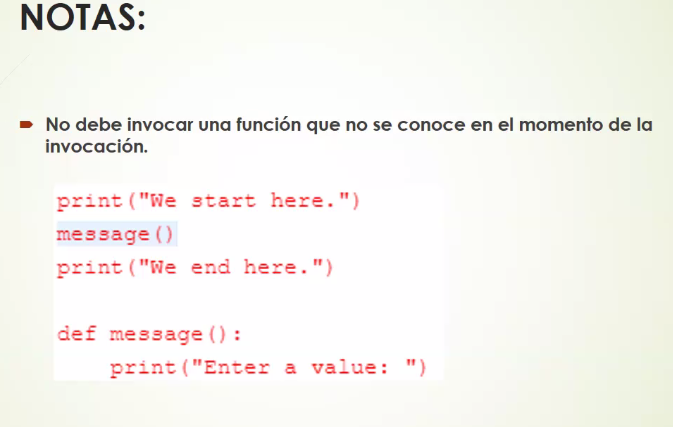 NOTAS:
No debe invocar una función que no se conoce en el momento de la
invocación.
print("We start here.")
message()
print("We end here.")
def message():
    print("Enter a value: ")